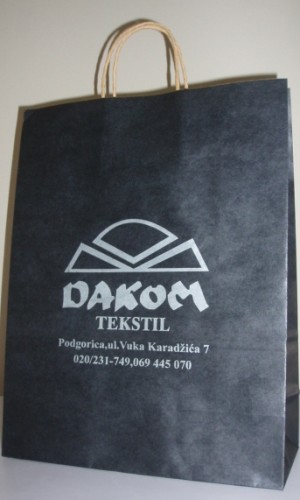 DAKOM
TEKSTIL
Podgorica,ul.Vuka Karadžića 7
020/231-749,069 445 070